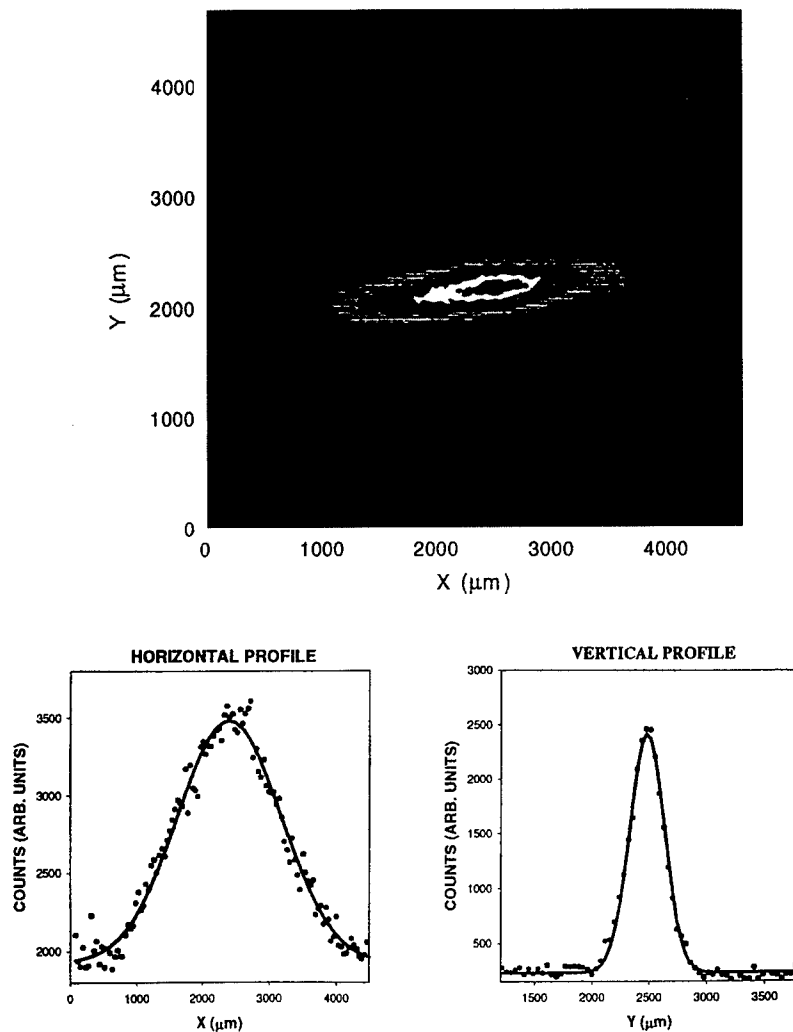 4000
3000
2000
1000
0
Y (μm)
0 1000 2000 3000 4000
X (μm)
HORIZONTAL PROFILE
3500
3000
2500
2000
COUNTS (ARB. UNITS)
0 1000 2000 3000 4000
X (μm)
VERTICAL PROFILE
3000
2500
2000
1500
1000
500
COUNTS (ARB. UNITS)
1500 2000 2500 3000 3500
Y (μm)